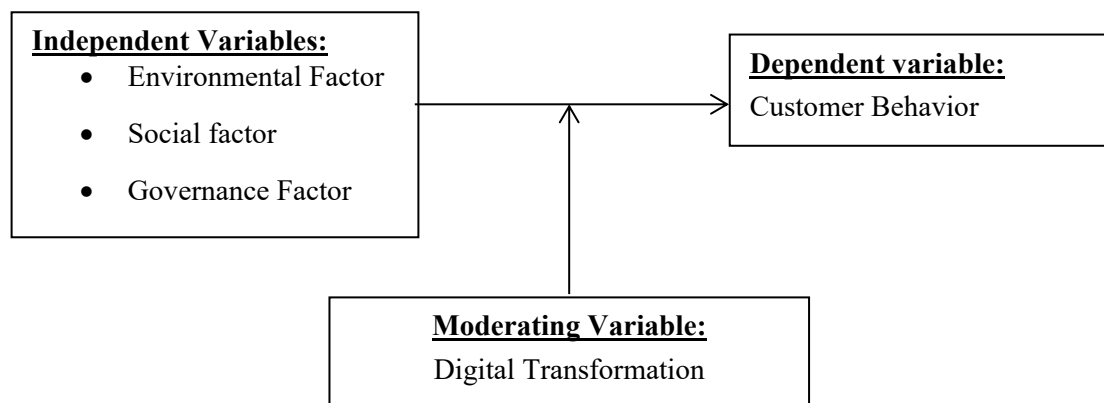 Independent Variables:
• Environmental Factor
• Social factor
• Governance Factor
Dependent variable:
Customer Behavior
Moderating Variable:
Digital Transformation